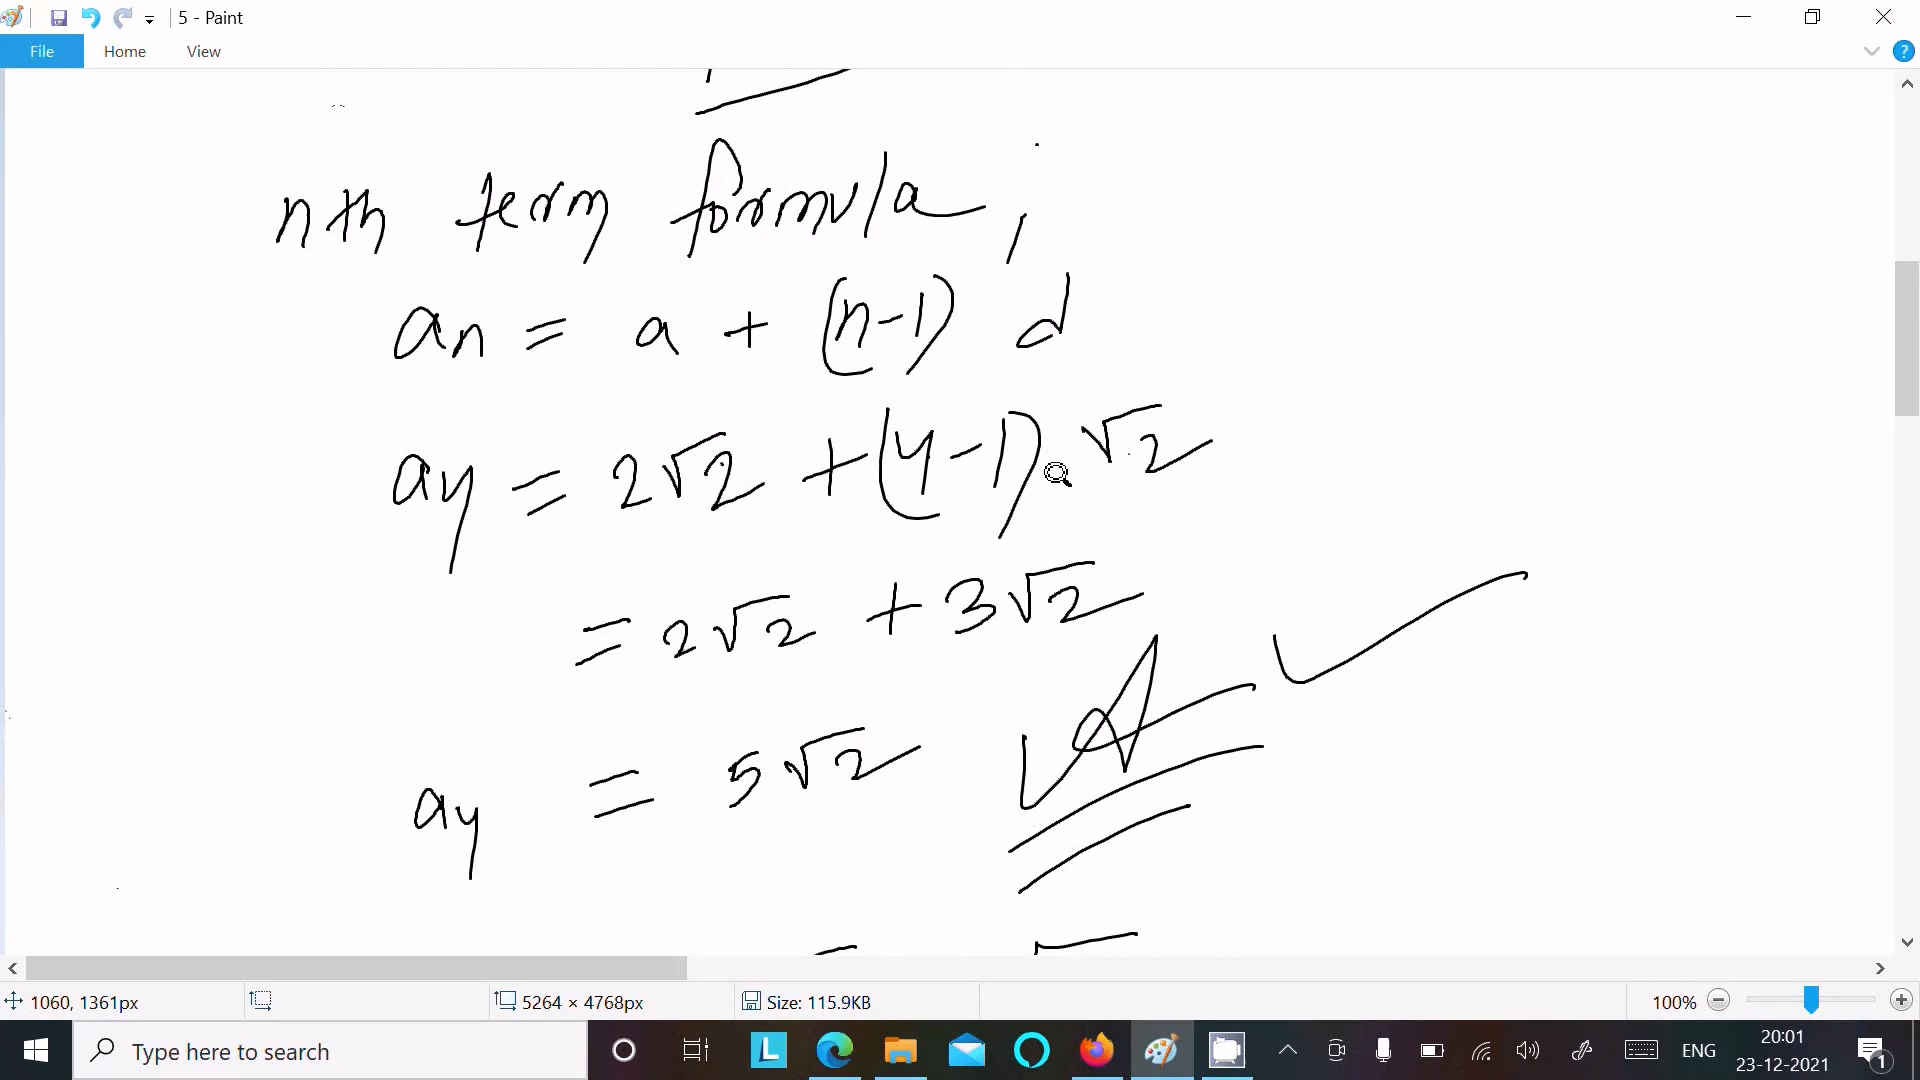 5 - Paint
File Home View
nth term formula,
an = a + (n-1) d
a4 = 2√2 + (4-1) · √2
= 2√2 + 3√2
a4 = 5√2
1060, 1361px 5264 × 4768px Size: 115.9KB 100%
Type here to search L ENG 20:01
23-12-2021 1